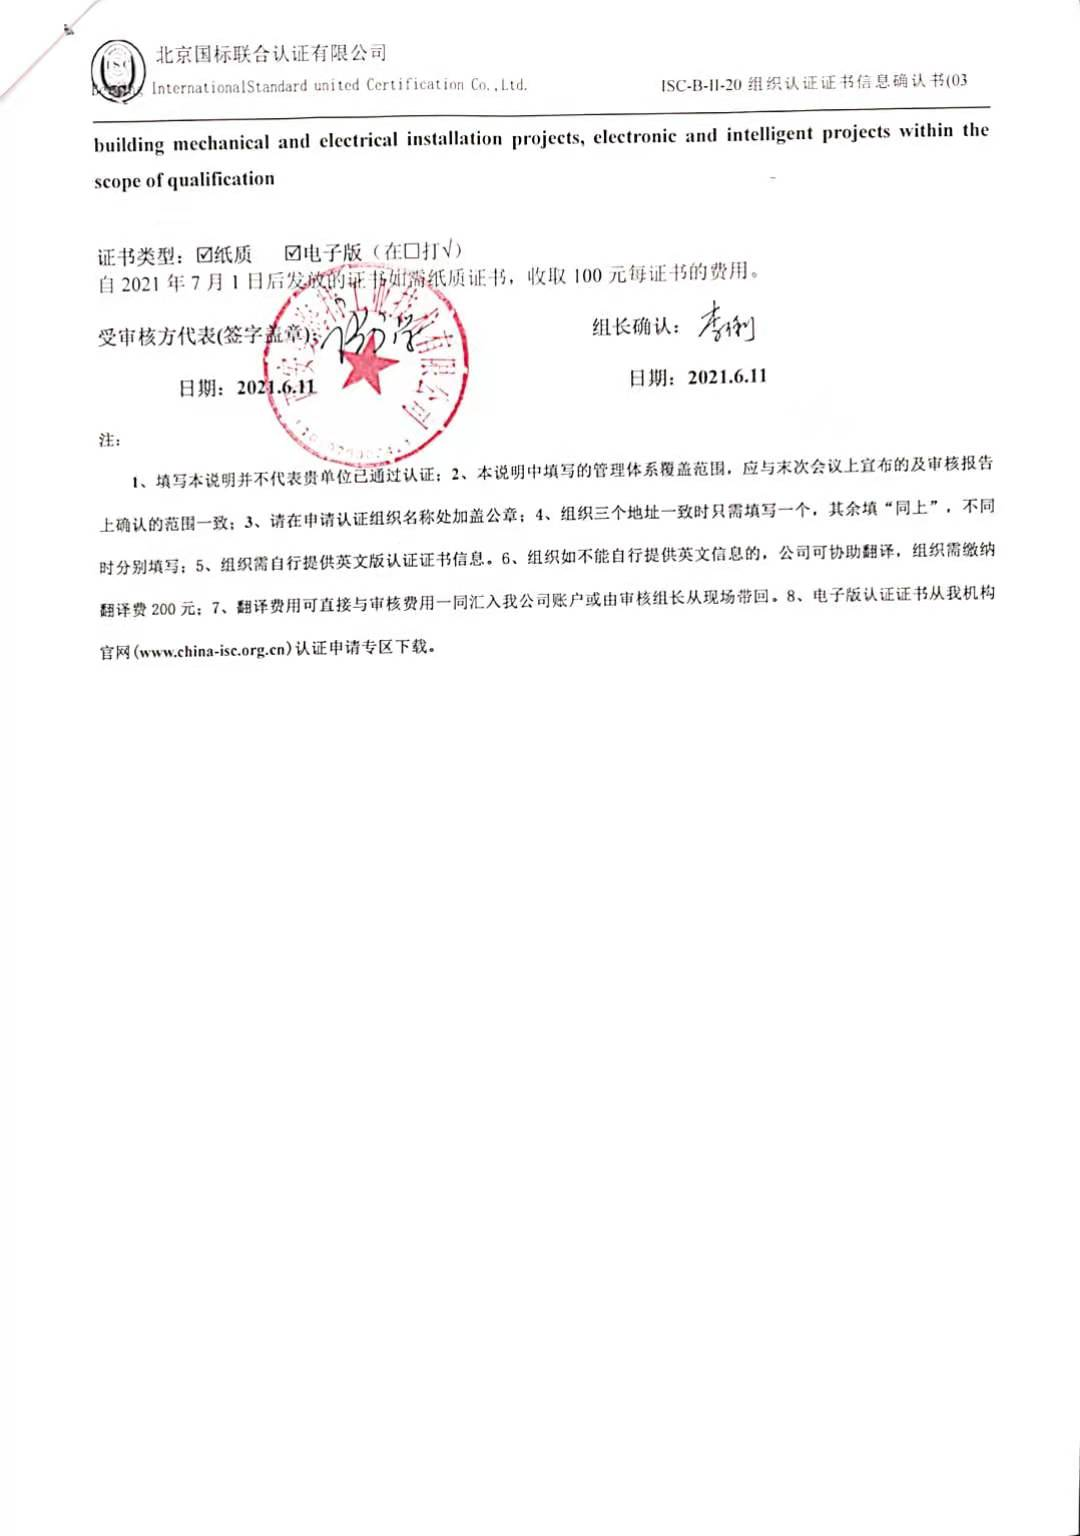 北京国标联合认证有限公司
InternationalStandard united Certification Co.,Ltd.
ISC-B-II-20 组织认证证书信息确认书(03
building mechanical and electrical installation projects, electronic and intelligent projects within the
scope of qualification
证书类型：☑纸质 ☑电子版（在☐打√）
自 2021 年 7 月 1 日后发放的证书如需纸质证书，收取 100 元每证书的费用。
受审核方代表(签字盖章)：
组长确认：
日期：2021.6.11
日期：2021.6.11
注：
1、填写本说明并不代表贵单位已通过认证；2、本说明中填写的管理体系覆盖范围，应与末次会议上宣布的及审核报告
上确认的范围一致；3、请在申请认证组织名称处加盖公章；4、组织三个地址一致时只需填写一个，其余填“同上”，不同
时分别填写；5、组织需自行提供英文版认证证书信息。6、组织如不能自行提供英文信息的，公司可协助翻译，组织需缴纳
翻译费 200 元；7、翻译费用可直接与审核费用一同汇入我公司账户或由审核组长从现场带回。8、电子版认证证书从我机构
官网(www.china-isc.org.cn)认证申请专区下载。